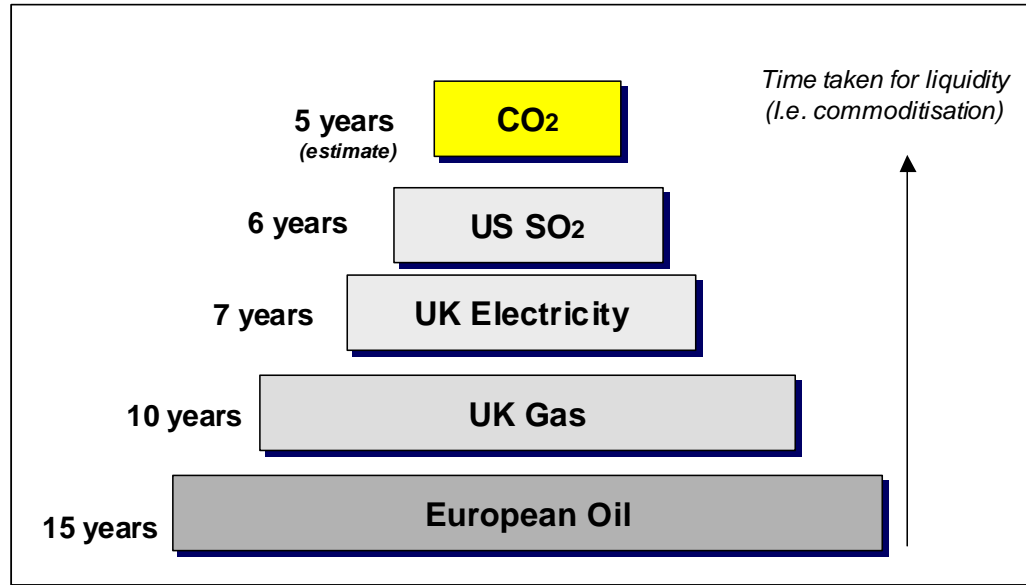 Time taken for liquidity
(I.e. commoditisation)
5 years
(estimate)
CO2
6 years
US SO2
7 years
UK Electricity
10 years
UK Gas
15 years
European Oil